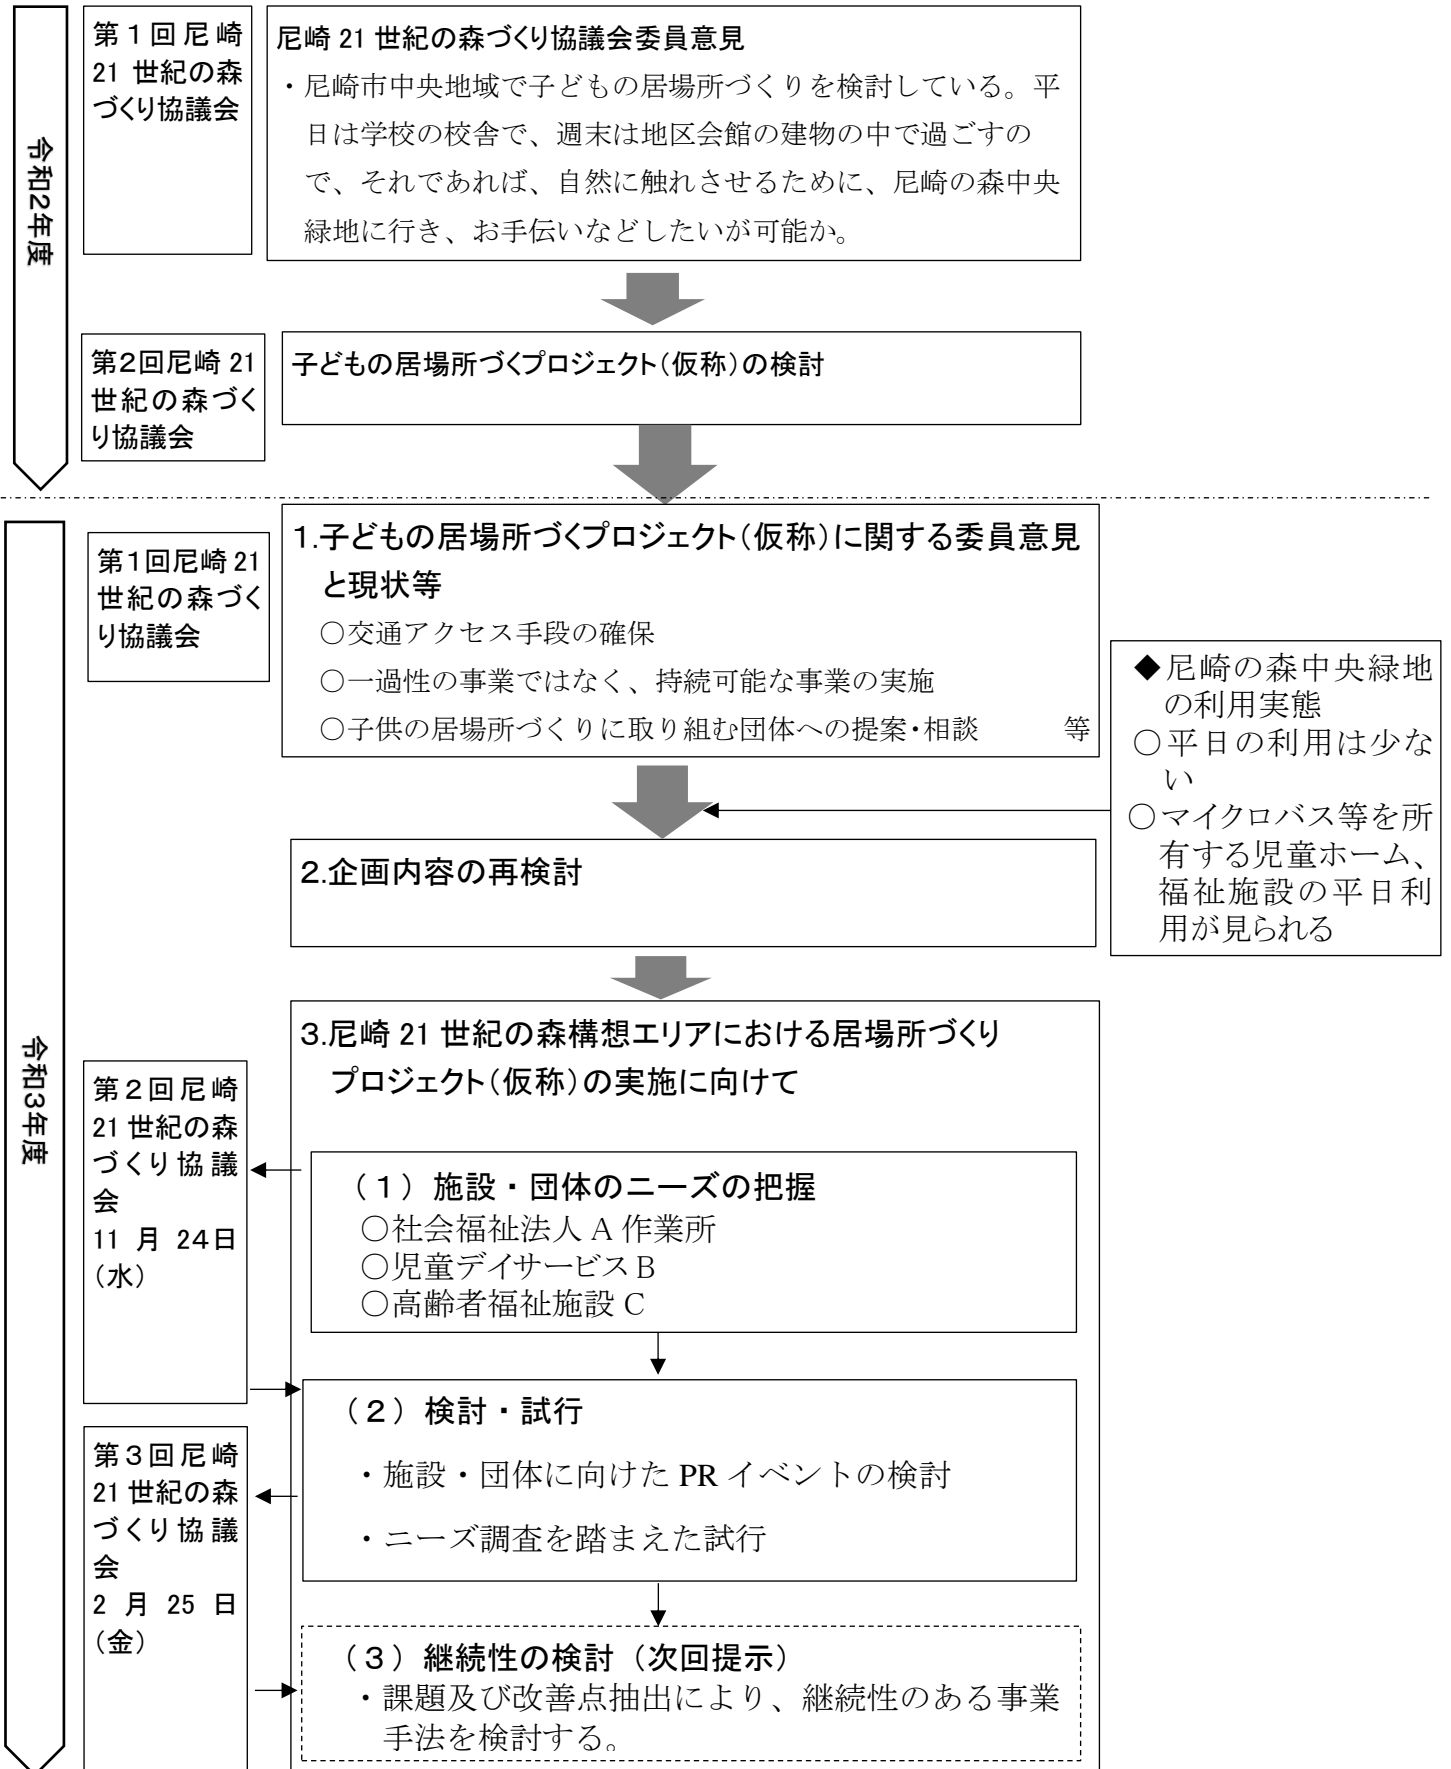 令和2年度
第１回尼崎
21 世紀の森
づくり協議会
尼崎 21 世紀の森づくり協議会委員意見
・尼崎市中央地域で子どもの居場所づくりを検討している。平
日は学校の校舎で、週末は地区会館の建物の中で過ごすの
で、それであれば、自然に触れさせるために、尼崎の森中央
緑地に行き、お手伝いなどしたいが可能か。
第２回尼崎 21
世紀の森づく
り協議会
子どもの居場所づくプロジェクト（仮称）の検討
令和３年度
第１回尼崎 21
世紀の森づく
り協議会
１.子どもの居場所づくプロジェクト（仮称）に関する委員意見
と現状等
○交通アクセス手段の確保
○一過性の事業ではなく、持続可能な事業の実施
○子供の居場所づくりに取り組む団体への提案・相談　　等
◆尼崎の森中央緑地
の利用実態
○平日の利用は少な
い
○マイクロバス等を所
有する児童ホーム、
福祉施設の平日利
用が見られる
２.企画内容の再検討
３.尼崎 21 世紀の森構想エリアにおける居場所づくり
プロジェクト（仮称）の実施に向けて
第２回尼崎
21 世紀の森
づくり協議
会
11 月 24日
（水）
（１）施設・団体のニーズの把握
○社会福祉法人 A 作業所
○児童デイサービス B
○高齢者福祉施設 C
（２）検討・試行
・施設・団体に向けた PR イベントの検討
・ニーズ調査を踏まえた試行
第３回尼崎
21 世紀の森
づくり協議
会
2 月 25 日
（金）
（３）継続性の検討（次回提示）
・課題及び改善点抽出により、継続性のある事業
手法を検討する。